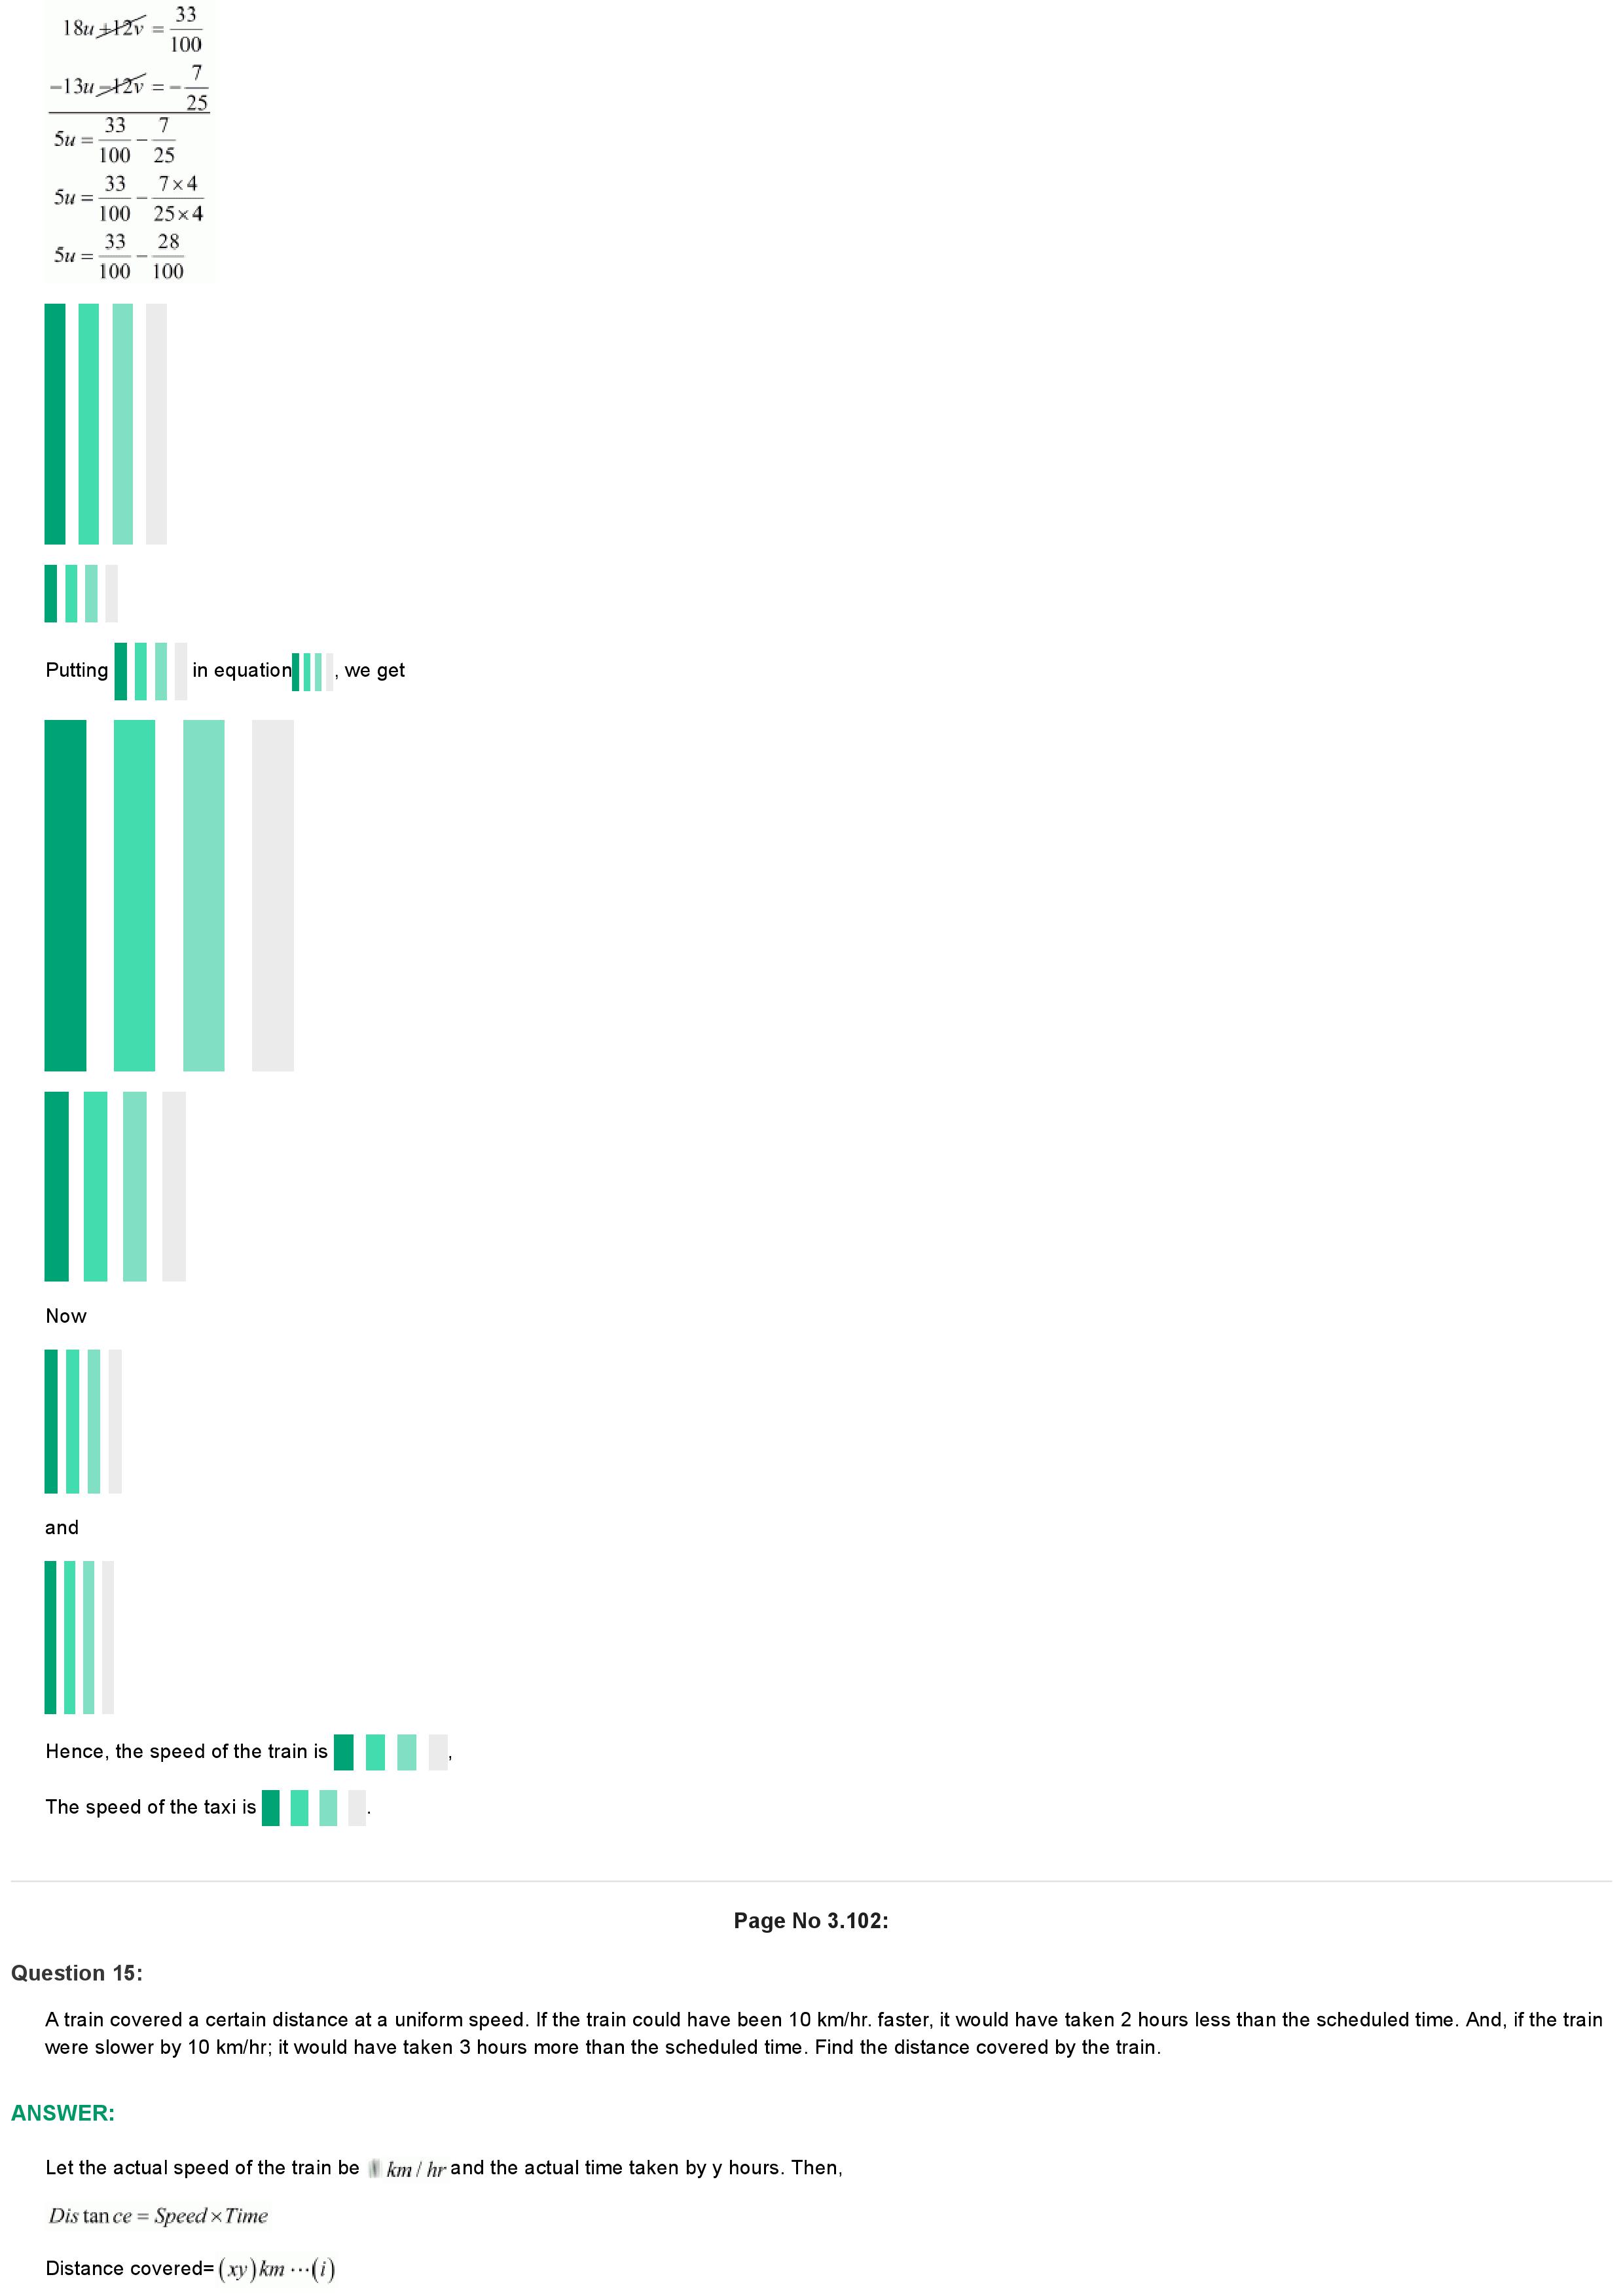 18u +12v = 33/100
−13u −12v = − 7/25
5u = 33/100 − 7/25
5u = 33/100 − 7×4/25×4
5u = 33/100 − 28/100
Putting in equation , we get
Now
and
Hence, the speed of the train is ,
The speed of the taxi is .
Page No 3.102:
Question 15:
A train covered a certain distance at a uniform speed. If the train could have been 10 km/hr. faster, it would have taken 2 hours less than the scheduled time. And, if the train
were slower by 10 km/hr; it would have taken 3 hours more than the scheduled time. Find the distance covered by the train.
ANSWER:
Let the actual speed of the train be km / hr and the actual time taken by y hours. Then,
Dis tan ce = Speed × Time
Distance covered= (xy) km ···(i)